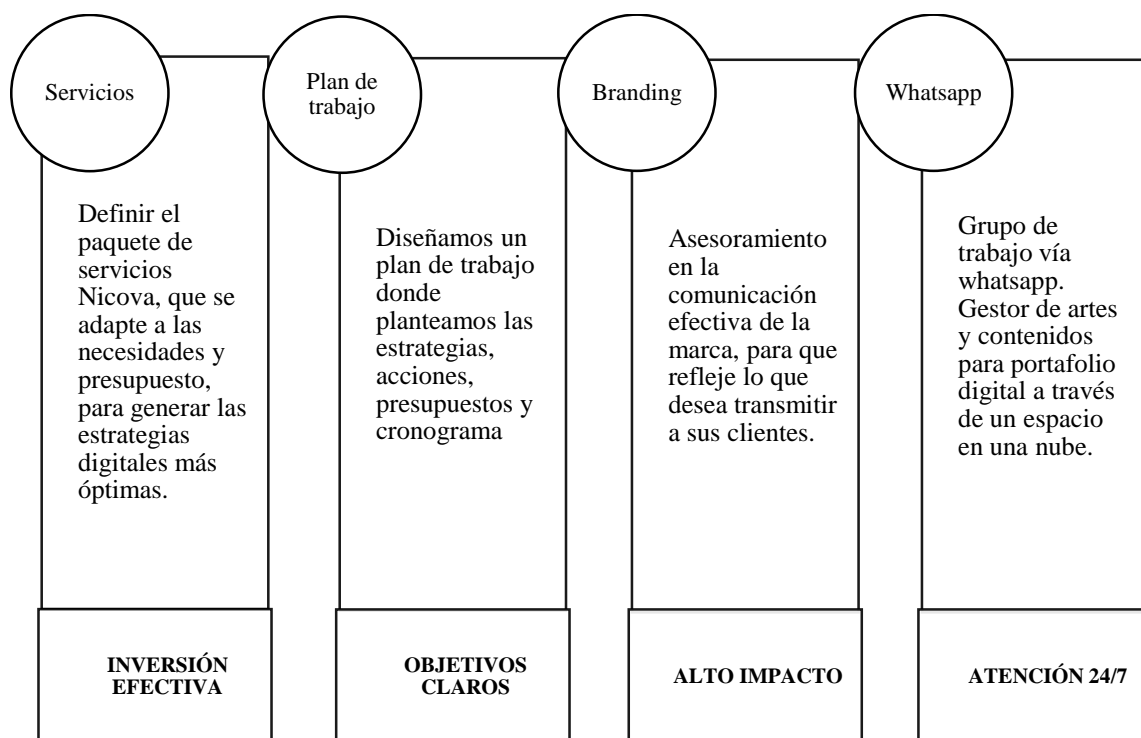 Servicios
Definir el
paquete de
servicios
Nicova, que se
adapte a las
necesidades y
presupuesto,
para generar las
estrategias
digitales más
óptimas.
INVERSIÓN
EFECTIVA
Plan de
trabajo
Diseñamos un
plan de trabajo
donde
planteamos las
estrategias,
acciones,
presupuestos y
cronograma
OBJETIVOS
CLAROS
Branding
Asesoramiento
en la
comunicación
efectiva de la
marca, para que
refleje lo que
desea transmitir
a sus clientes.
ALTO IMPACTO
Whatsapp
Grupo de
trabajo vía
whatsapp.
Gestor de artes
y contenidos
para portafolio
digital a través
de un espacio
en una nube.
ATENCIÓN 24/7